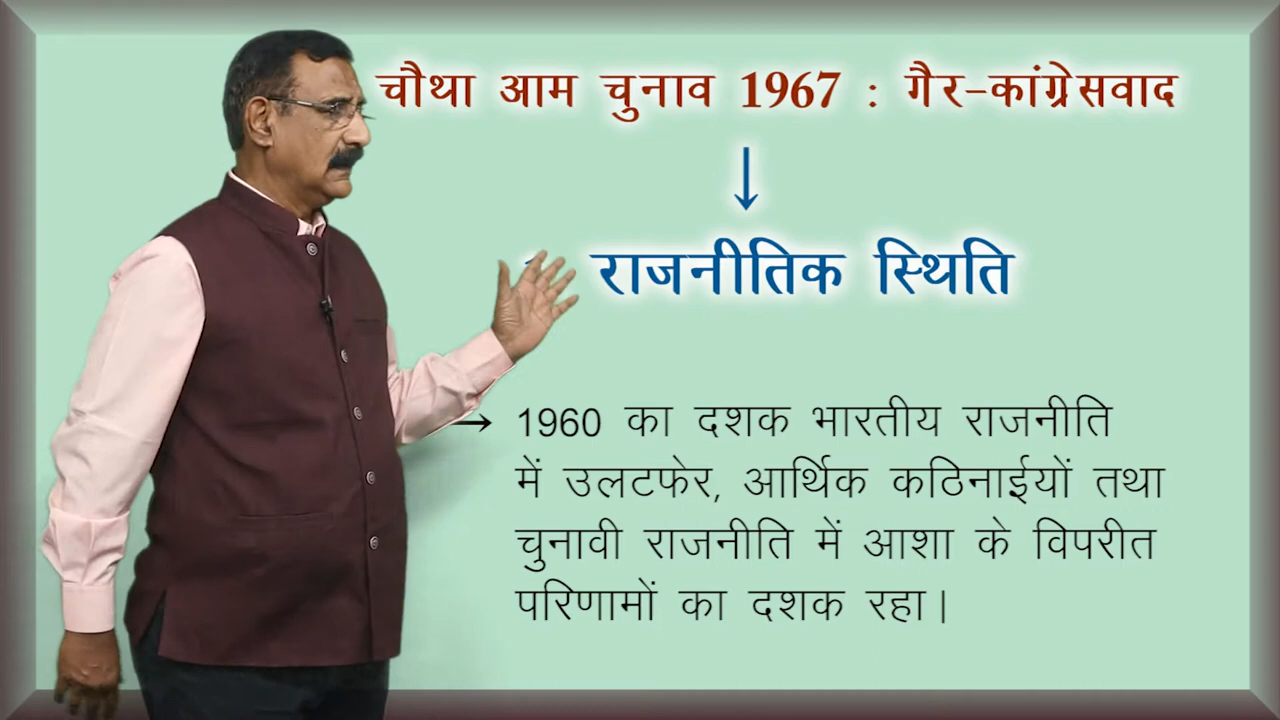 चौथा आम चुनाव 1967 : गैर-कांग्रेसवाद
↓
राजनीतिक स्थिति
→ 1960 का दशक भारतीय राजनीति
में उलटफेर, आर्थिक कठिनाईयों तथा
चुनावी राजनीति में आशा के विपरीत
परिणामों का दशक रहा।